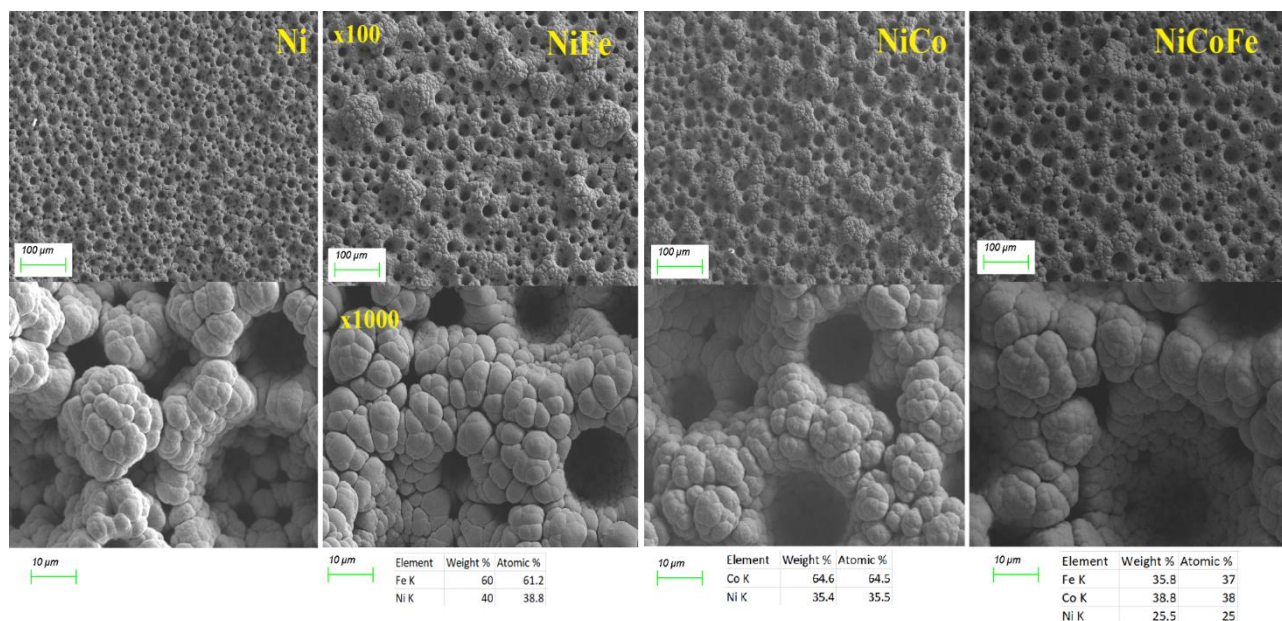 Ni
x100
NiFe
NiCo
NiCoFe
100 µm
100 µm
100 µm
100 µm
x1000
10 µm
10 µm
Element Weight % Atomic %
Fe K 60 61.2
Ni K 40 38.8
10 µm
Element Weight % Atomic %
Co K 64.6 64.5
Ni K 35.4 35.5
10 µm
Element Weight % Atomic %
Fe K 35.8 37
Co K 38.8 38
Ni K 25.5 25